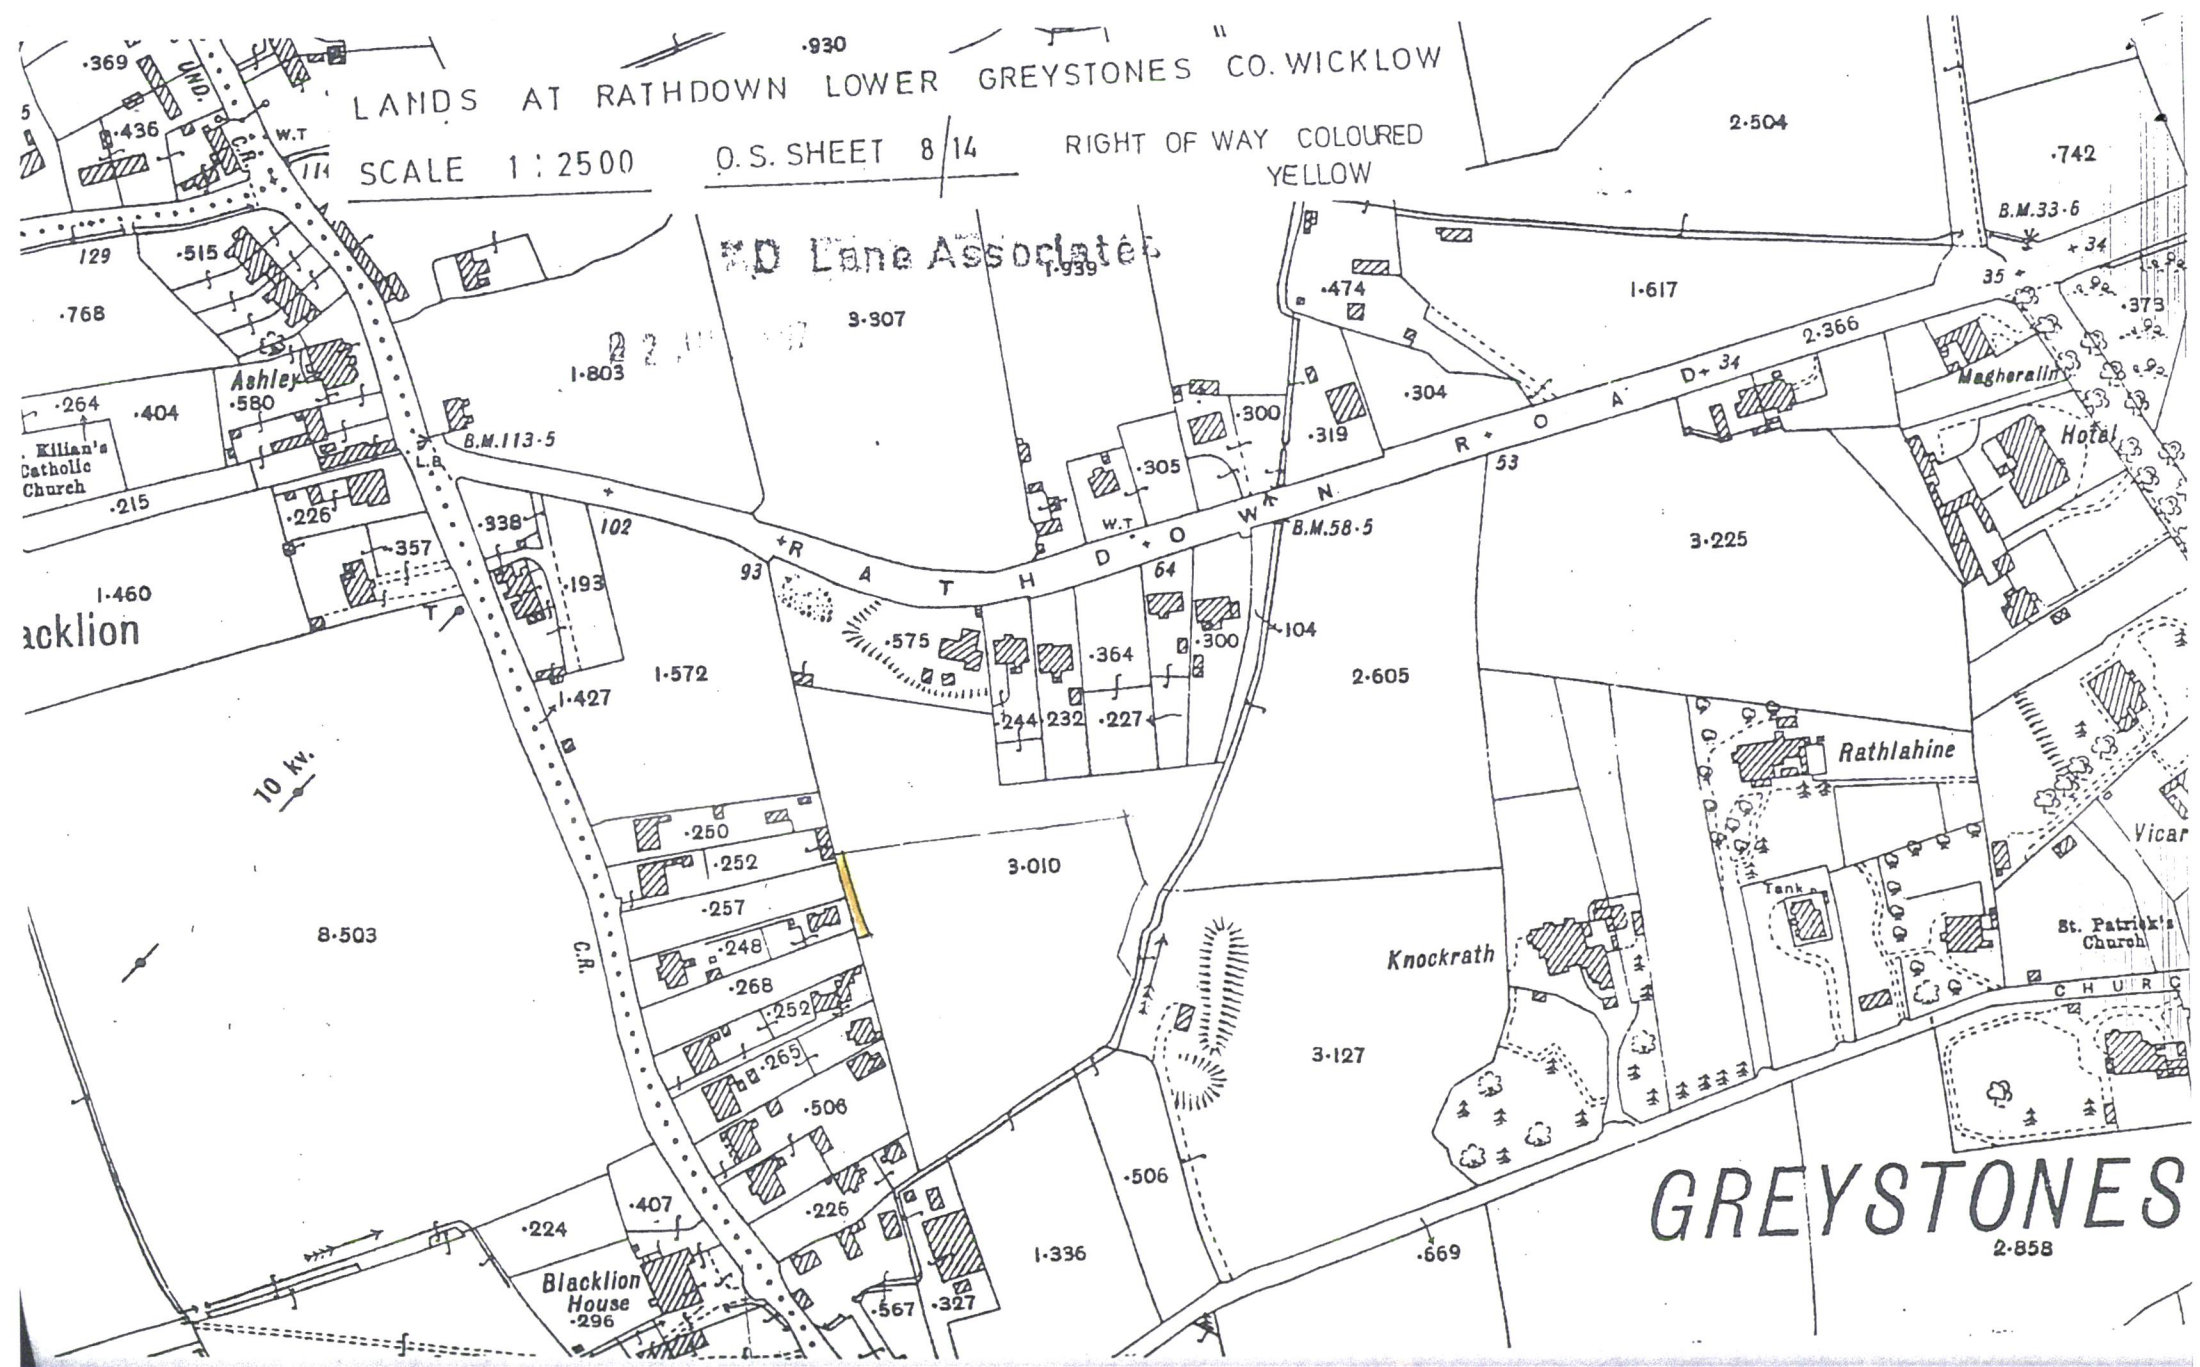 LANDS AT RATHDOWN LOWER GREYSTONES CO. WICKLOW
SCALE 1:2500 O.S. SHEET 8/14 RIGHT OF WAY COLOURED
YELLOW
·930
·369
UND.
·436
C.R.
W.T
2·504
·742
B.M.33·6
+ 34
35 +
129
·515
·768
Lane Associates
1·939
3·307
1·803
·474
1·617
·373
2·366
Ashley
·580
·264
·404
Kilian's
Catholic
Church
·215
·226
·357
L.B.
B.M.113·5
·338
102
·193
93
RATHDOWN ROAD
W.T.
·305
·300
·319
·304
D+ 34
53
64
B.M.58·5
Magheralin
Hotel
3·225
1·460
acklion
T
1·427
1·572
·575
·364
·300
·104
2·605
·244
·232
·227
10 kv.
Rathlahine
Vicar
·250
·252
·257
·248
·268
·252
·265
·506
·226
3·010
8·503
C.R.
Knockrath
Tank
St. Patrick's
Church
CHURC
3·127
·506
·407
·224
Blacklion
House
·296
·567
·327
1·336
·669
GREYSTONES
2·858